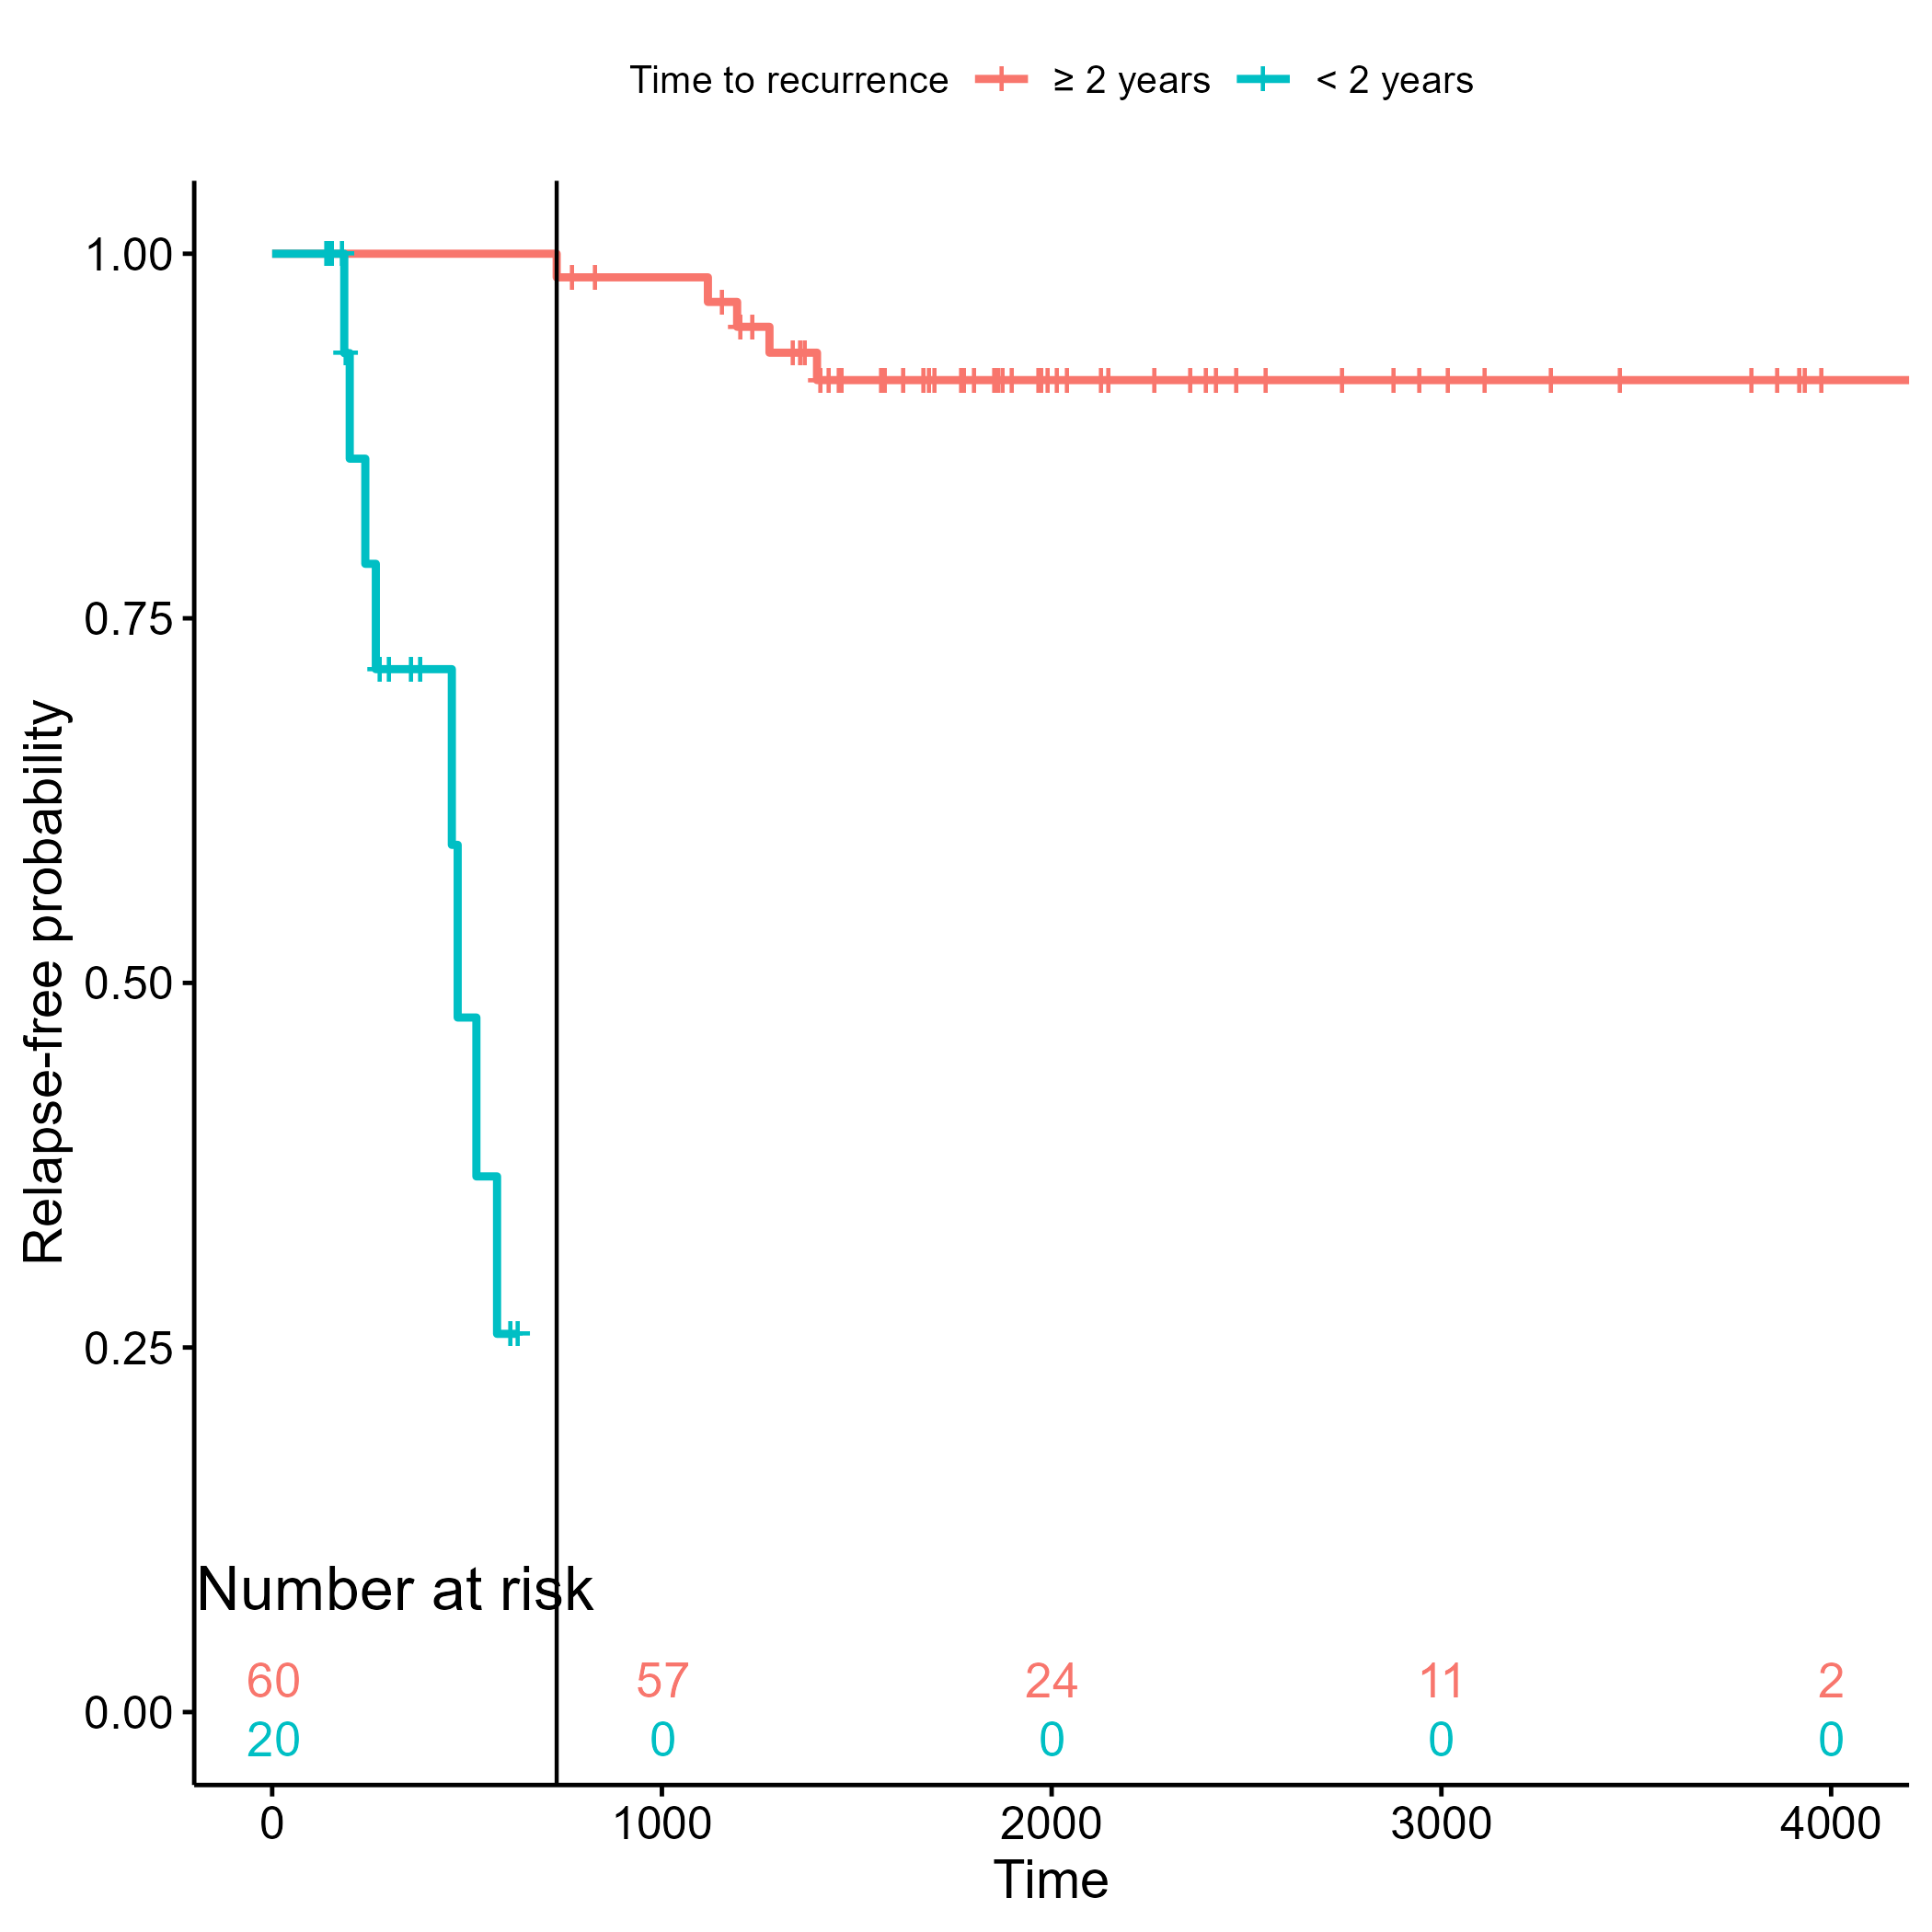 Time to recurrence ≥ 2 years < 2 years
Relapse-free probability
1.00
0.75
0.50
0.25
0.00
Number at risk
60 57 24 11 2
20 0 0 0 0
0 1000 2000 3000 4000
Time